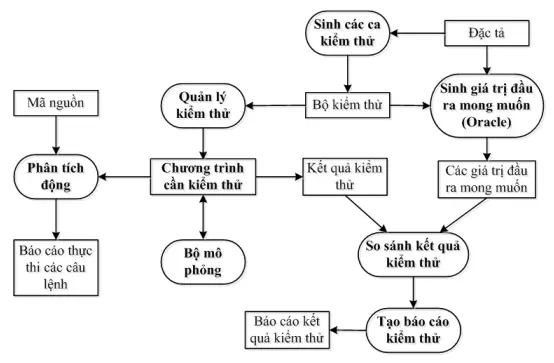 Sinh các ca
kiểm thử
Đặc tả
Mã nguồn
Quản lý
kiểm thử
Bộ kiểm thử
Sinh giá trị đầu
ra mong muốn
(Oracle)
Phân tích
động
Chương trình
cần kiểm thử
Kết quả kiểm
thử
Các giá trị đầu
ra mong muốn
Báo cáo thực
thi các câu
lệnh
Bộ mô
phỏng
So sánh kết quả
kiểm thử
Báo cáo kết
quả kiểm thử
Tạo báo cáo
kiểm thử